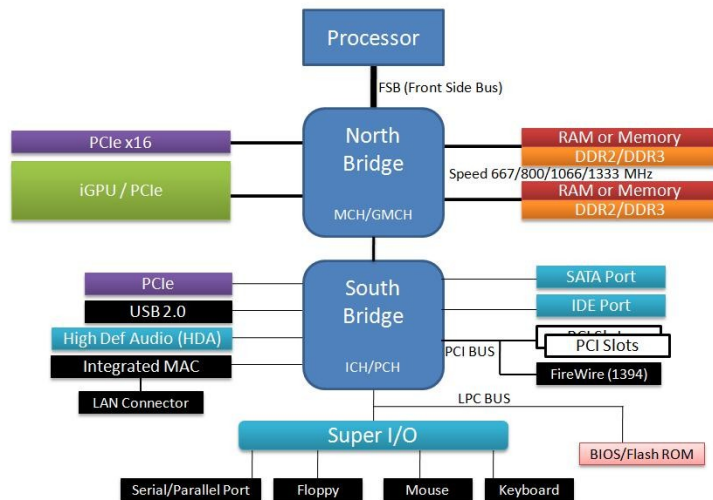 Processor
FSB (Front Side Bus)
PCIe x16
North
Bridge
RAM or Memory
DDR2/DDR3
iGPU / PCIe
Speed 667/800/1066/1333 MHz
RAM or Memory
DDR2/DDR3
MCH/GMCH
PCIe
South
Bridge
SATA Port
USB 2.0
IDE Port
High Def Audio (HDA)
PCI Slots
PCI Slots
Integrated MAC
ICH/PCH
PCI BUS
FireWire (1394)
LAN Connector
LPC BUS
Super I/O
BIOS/Flash ROM
Serial/Parallel Port
Floppy
Mouse
Keyboard